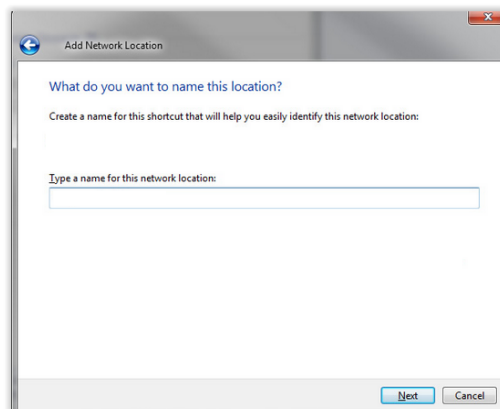 Add Network Location
What do you want to name this location?
Create a name for this shortcut that will help you easily identify this network location:
Type a name for this network location:
Next Cancel